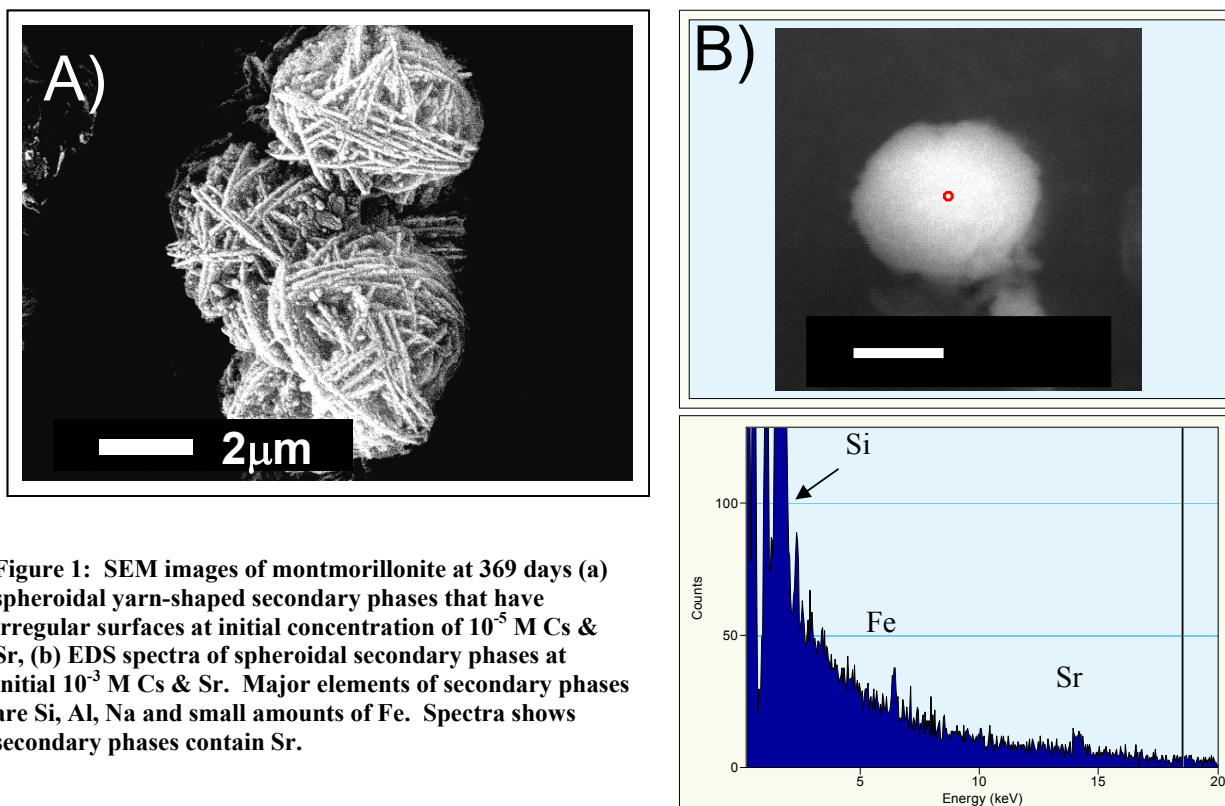 A)
2µm
B)
Si
Fe
Sr
100
50
0
Counts
5
10
15
20
Energy (keV)
Figure 1:  SEM images of montmorillonite at 369 days (a)
spheroidal yarn-shaped secondary phases that have
irregular surfaces at initial concentration of 10⁻⁵ M Cs &
Sr, (b) EDS spectra of spheroidal secondary phases at
initial 10⁻³ M Cs & Sr.  Major elements of secondary phases
are Si, Al, Na and small amounts of Fe.  Spectra shows
secondary phases contain Sr.